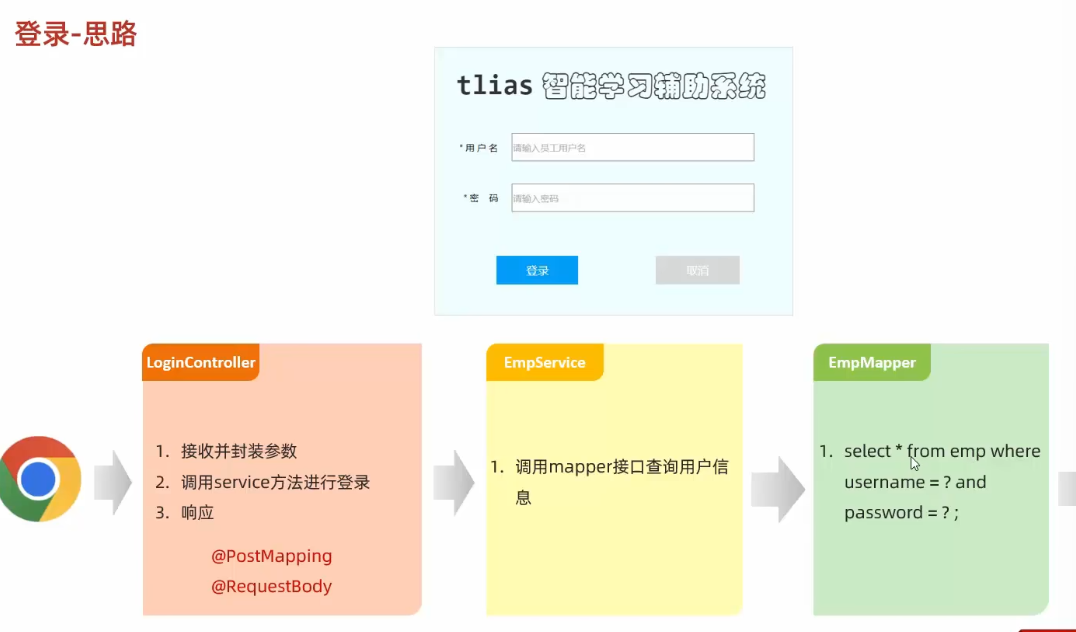 登录-思路
tlias 智能学习辅助系统
*用 户 名 请输入员工用户名
*密 码 请输入密码
登录 取消
LoginController
1. 接收并封装参数
2. 调用service方法进行登录
3. 响应
@PostMapping
@RequestBody
EmpService
1. 调用mapper接口查询用户信
息
EmpMapper
1. select * from emp where
username = ? and
password = ? ;